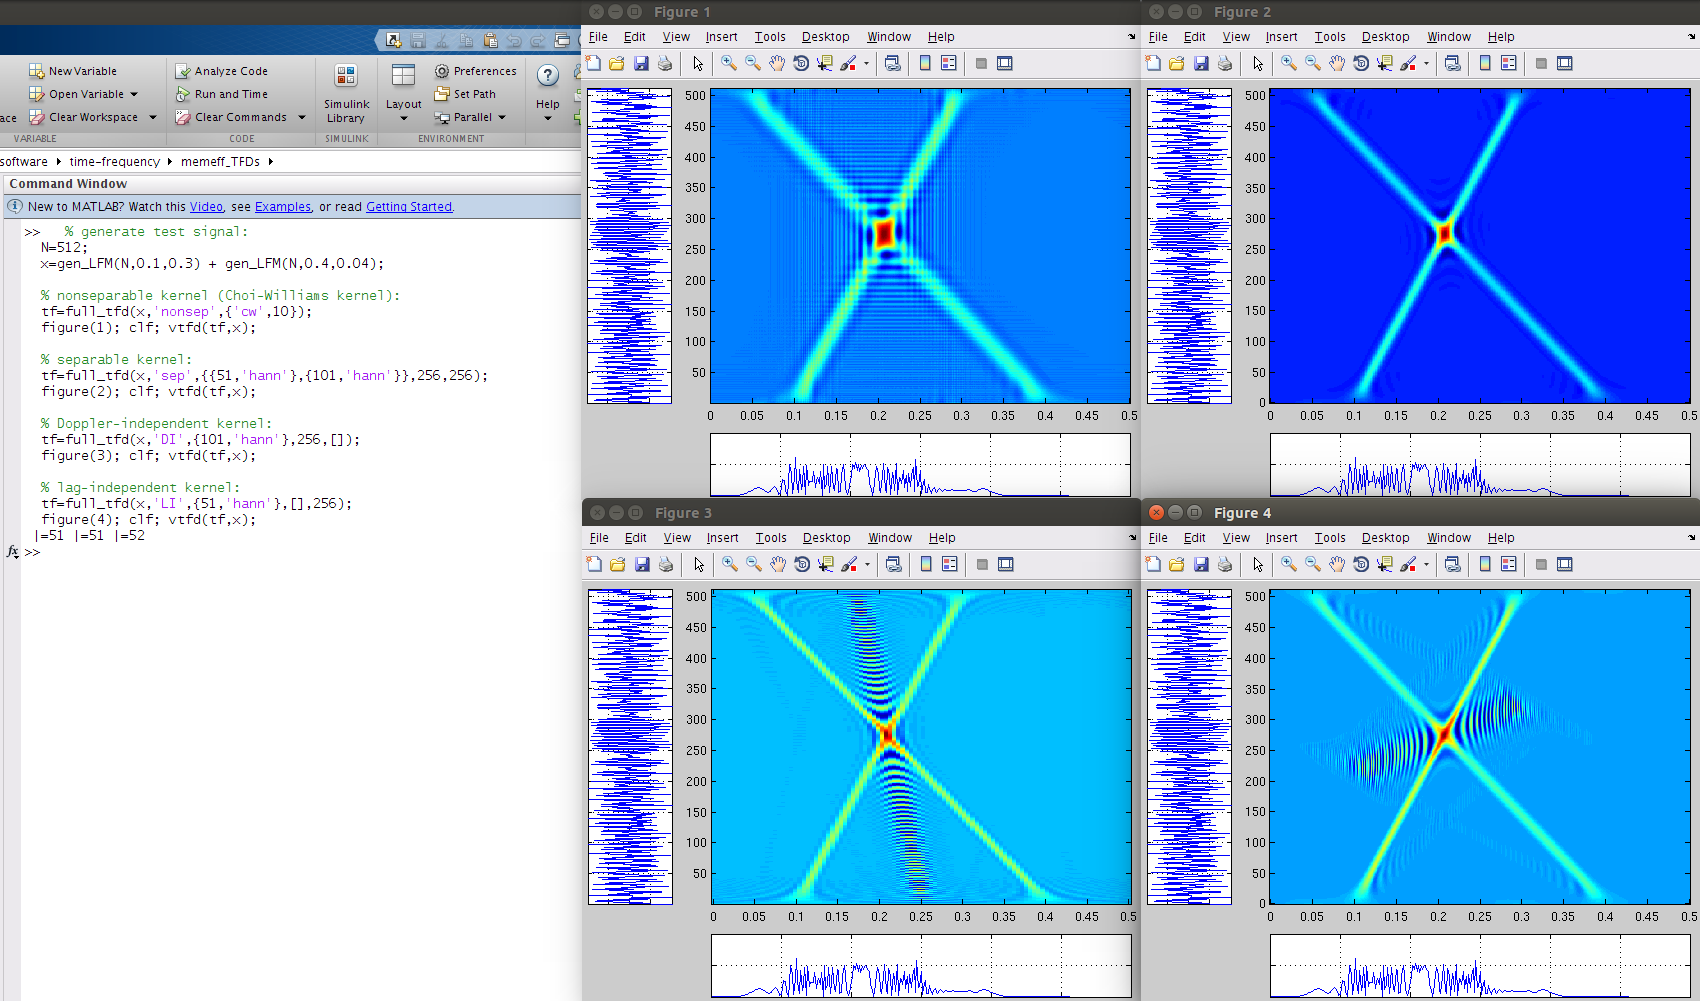 New Variable
Open Variable
ace Clear Workspace
VARIABLE
Analyze Code
Run and Time
Clear Commands
CODE
Simulink
Library
SIMULINK
Layout
Preferences
Set Path
Parallel
ENVIRONMENT
Help
software time-frequency memeff_TFDs
Command Window
New to MATLAB? Watch this Video, see Examples, or read Getting Started.
>> % generate test signal:
N=512;
x=gen_LFM(N,0.1,0.3) + gen_LFM(N,0.4,0.04);
% nonseparable kernel (Choi-Williams kernel):
tf=full_tfd(x,'nonsep',{'cw',10});
figure(1); clf; vtfd(tf,x);
% separable kernel:
tf=full_tfd(x,'sep',{{51,'hann'},{101,'hann'}},256,256);
figure(2); clf; vtfd(tf,x);
% Doppler-independent kernel:
tf=full_tfd(x,'DI',{101,'hann'},256,[]);
figure(3); clf; vtfd(tf,x);
% lag-independent kernel:
tf=full_tfd(x,'LI',{51,'hann'},[],256);
figure(4); clf; vtfd(tf,x);
|=51 |=51 |=52
fx >>
Figure 1
File Edit View Insert Tools Desktop Window Help
500
450
400
350
300
250
200
150
100
50
0 0.05 0.1 0.15 0.2 0.25 0.3 0.35 0.4 0.45 0.5
Figure 2
File Edit View Insert Tools Desktop Window Help
500
450
400
350
300
250
200
150
100
50
0
0 0.05 0.1 0.15 0.2 0.25 0.3 0.35 0.4 0.45 0.5
Figure 3
File Edit View Insert Tools Desktop Window Help
500
450
400
350
300
250
200
150
100
50
0 0.05 0.1 0.15 0.2 0.25 0.3 0.35 0.4 0.45 0.5
Figure 4
File Edit View Insert Tools Desktop Window Help
500
450
400
350
300
250
200
150
100
50
0
0 0.05 0.1 0.15 0.2 0.25 0.3 0.35 0.4 0.45 0.5